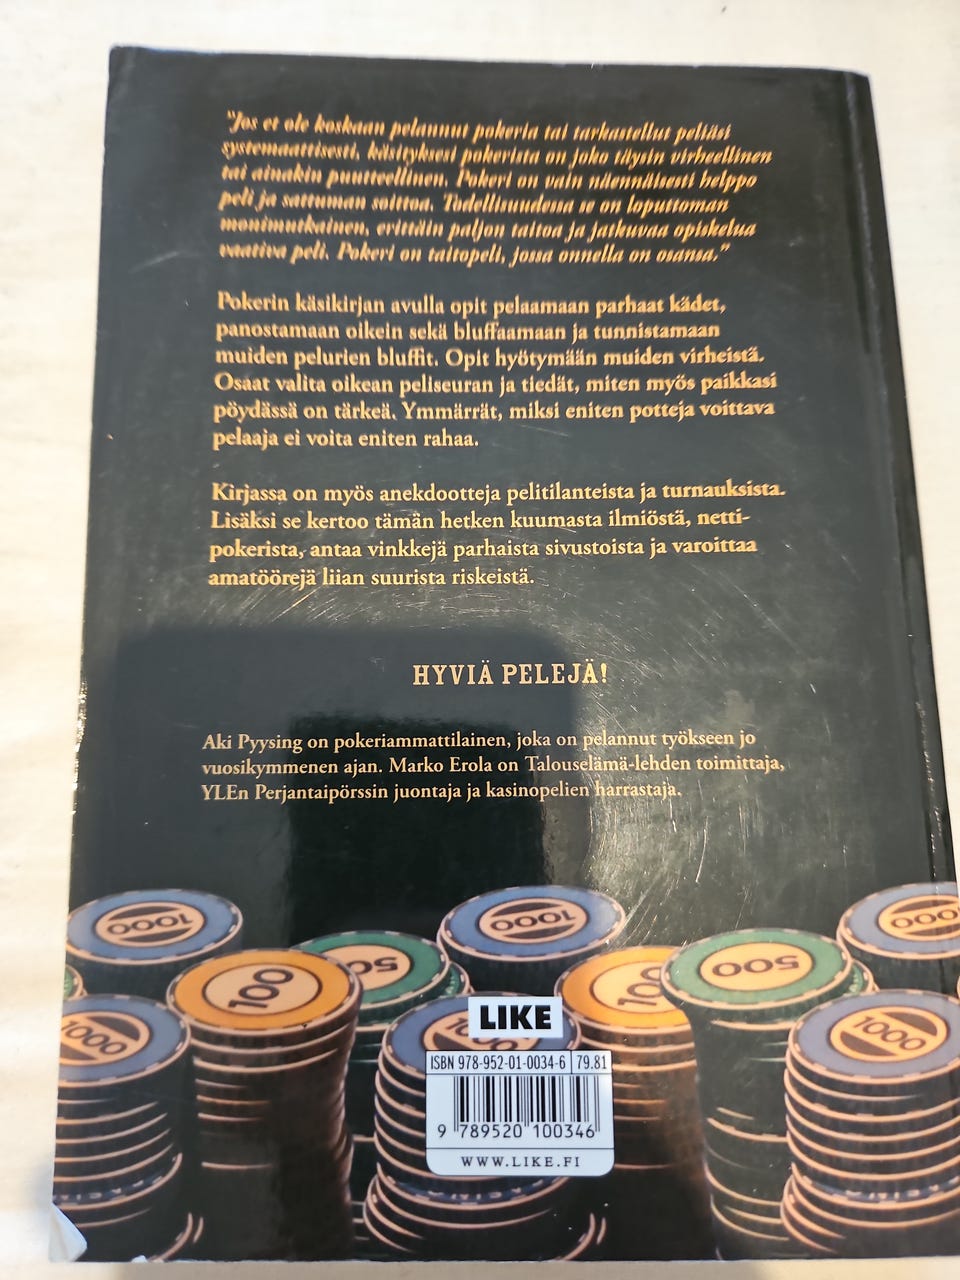 "Jos et ole koskaan pelannut pokeria tai tarkastellut peliäsi
systemaattisesti, käsityksesi pokerista on joko täysin virheellinen
tai ainakin puutteellinen. Pokeri on vain näennäisesti helppo
peli ja sattuman soittoa. Todellisuudessa se on loputtoman
monimutkainen, erittäin paljon taitoa ja jatkuvaa opiskelua
vaativa peli. Pokeri on taitopeli, jossa onnella on osansa."
Pokerin käsikirjan avulla opit pelaamaan parhaat kädet,
panostamaan oikein sekä bluffaamaan ja tunnistamaan
muiden pelurien bluffit. Opit hyötymään muiden virheistä.
Osaat valita oikean peliseuran ja tiedät, miten myös paikkasi
pöydässä on tärkeä. Ymmärrät, miksi eniten potteja voittava
pelaaja ei voita eniten rahaa.
Kirjassa on myös anekdootteja pelitilanteista ja turnauksista.
Lisäksi se kertoo tämän hetken kuumasta ilmiöstä, netti-
pokerista, antaa vinkkejä parhaista sivustoista ja varoittaa
amatöörejä liian suurista riskeistä.
HYVIÄ PELEJÄ!
Aki Pyysing on pokeriammattilainen, joka on pelannut työkseen jo
vuosikymmenen ajan. Marko Erola on Talouselämä-lehden toimittaja,
YLEn Perjantaipörssin juontaja ja kasinopelien harrastaja.
1000
1000
1000
100
500
100
500
1000
1000
1000
LIKE
ISBN 978-952-01-0034-6 79.81
9 789520 100346
WWW.LIKE.FI